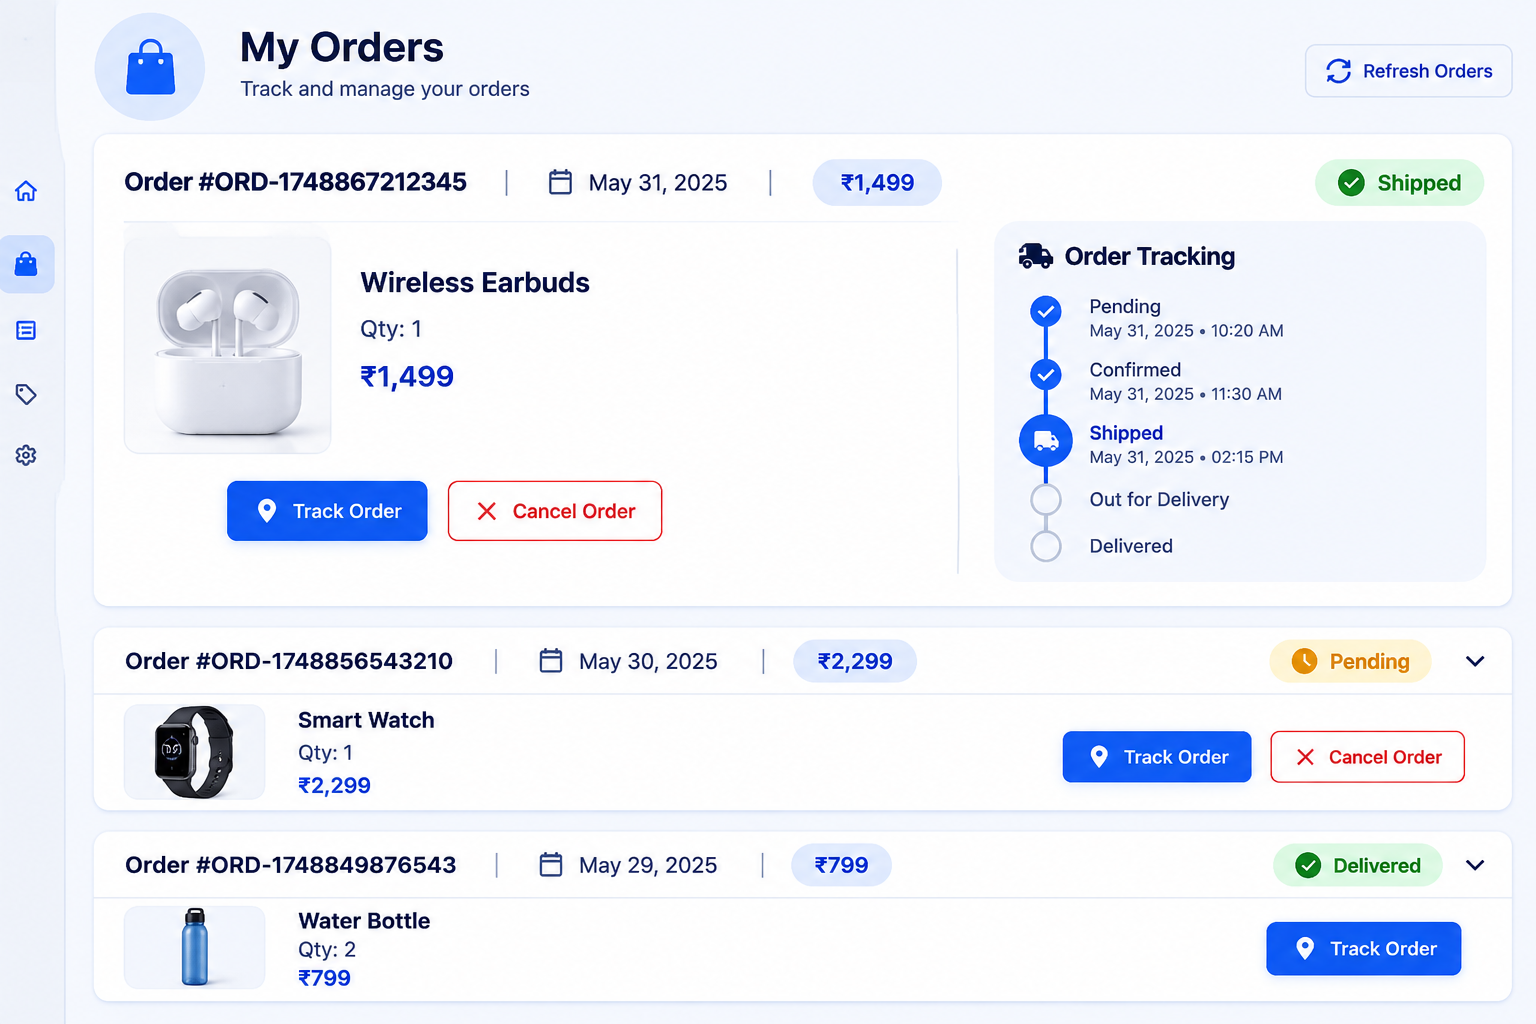 My Orders
Track and manage your orders
Refresh Orders
Order #ORD-1748867212345
May 31, 2025
₹1,499
Shipped
Wireless Earbuds
Qty: 1
₹1,499
Track Order
Cancel Order
Order Tracking
Pending
May 31, 2025 • 10:20 AM
Confirmed
May 31, 2025 • 11:30 AM
Shipped
May 31, 2025 • 02:15 PM
Out for Delivery
Delivered
Order #ORD-1748856543210
May 30, 2025
₹2,299
Pending
Smart Watch
Qty: 1
₹2,299
Track Order
Cancel Order
Order #ORD-1748849876543
May 29, 2025
₹799
Delivered
Water Bottle
Qty: 2
₹799
Track Order